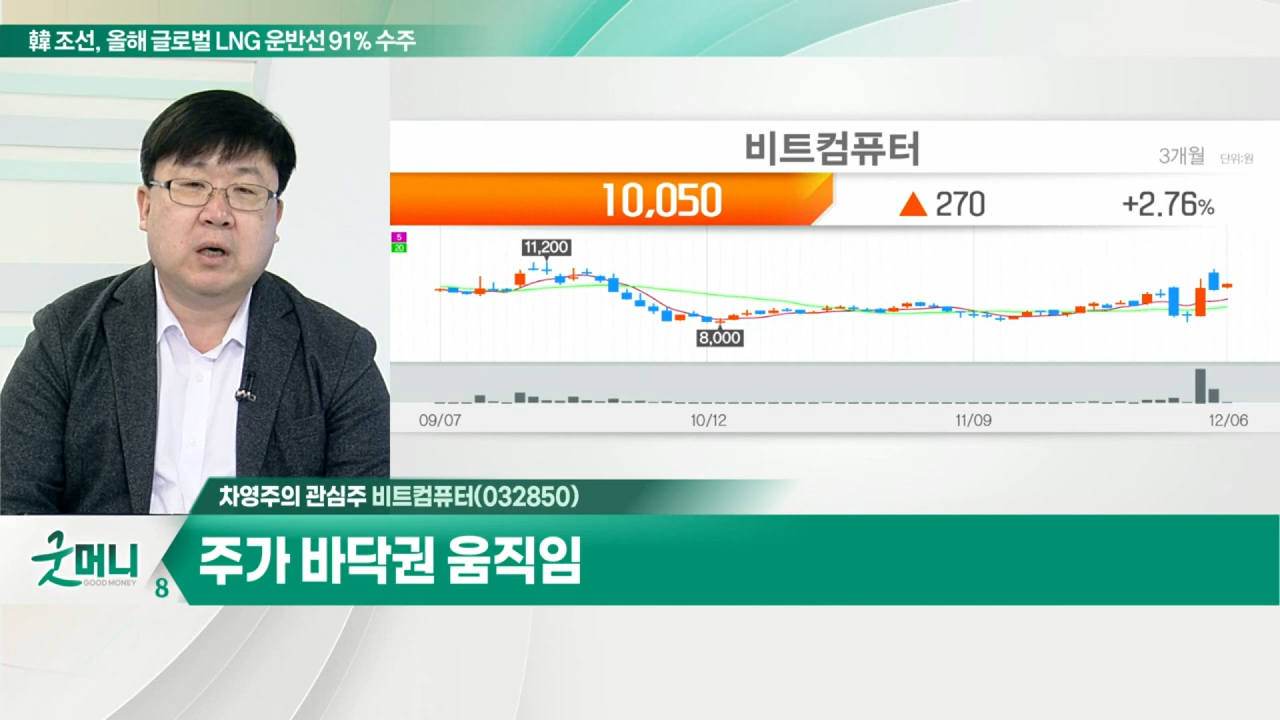 韓 조선, 올해 글로벌 LNG 운반선 91% 수주
비트컴퓨터
3개월 단위:원
10,050 ▲ 270 +2.76%
5
20
11,200
8,000
09/07 10/12 11/09 12/06
차영주의 관심주 비트컴퓨터(032850)
굿머니
GOOD MONEY
8
주가 바닥권 움직임